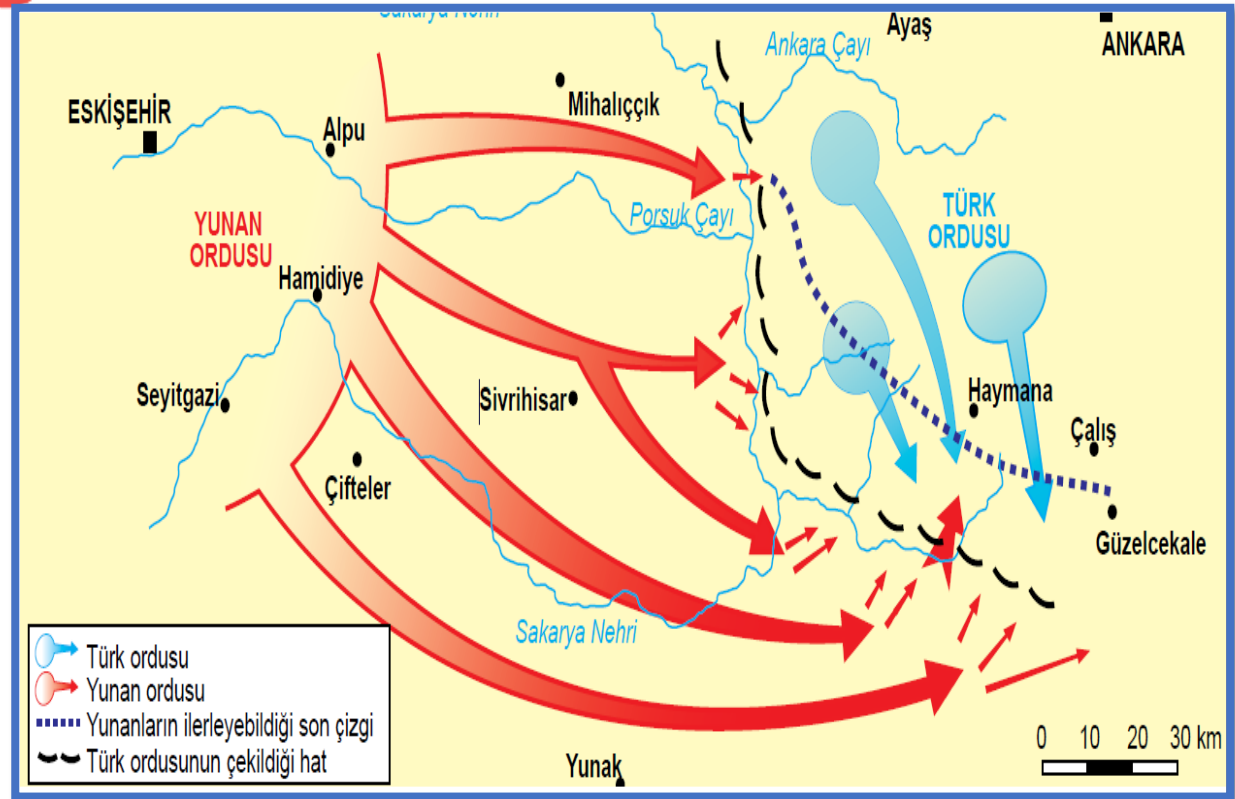 Sakarya Nehri
Ayaş
ANKARA
Ankara Çayı
ESKİŞEHİR
Mihalıççık
Alpu
TÜRK
ORDUSU
YUNAN
ORDUSU
Porsuk Çayı
Hamidiye
Seyitgazi
Sivrihisar
Haymana
Çalış
Çifteler
Güzelcekale
Sakarya Nehri
Türk ordusu
Yunan ordusu
Yunanların ilerleyebildiği son çizgi
Türk ordusunun çekildiği hat
Yunak
0 10 20 30 km